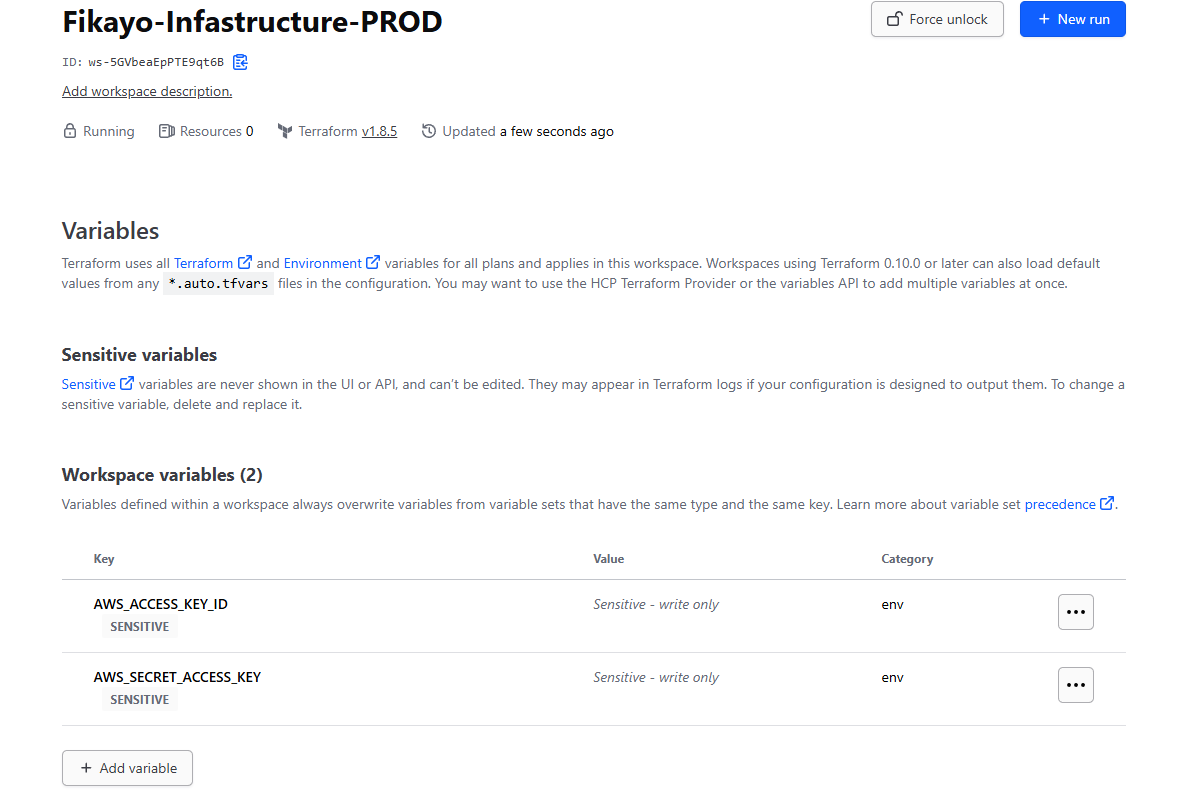 Fikayo-Infastructure-PROD
Force unlock
+ New run
ID: ws-5GVbeaEpPTE9qt6B
Add workspace description.
Running Resources 0 Terraform v1.8.5 Updated a few seconds ago
Variables
Terraform uses all Terraform and Environment variables for all plans and applies in this workspace. Workspaces using Terraform 0.10.0 or later can also load default
values from any *.auto.tfvars files in the configuration. You may want to use the HCP Terraform Provider or the variables API to add multiple variables at once.
Sensitive variables
Sensitive variables are never shown in the UI or API, and can't be edited. They may appear in Terraform logs if your configuration is designed to output them. To change a
sensitive variable, delete and replace it.
Workspace variables (2)
Variables defined within a workspace always overwrite variables from variable sets that have the same type and the same key. Learn more about variable set precedence.
Key Value Category
AWS_ACCESS_KEY_ID Sensitive - write only env
SENSITIVE
AWS_SECRET_ACCESS_KEY Sensitive - write only env
SENSITIVE
+ Add variable